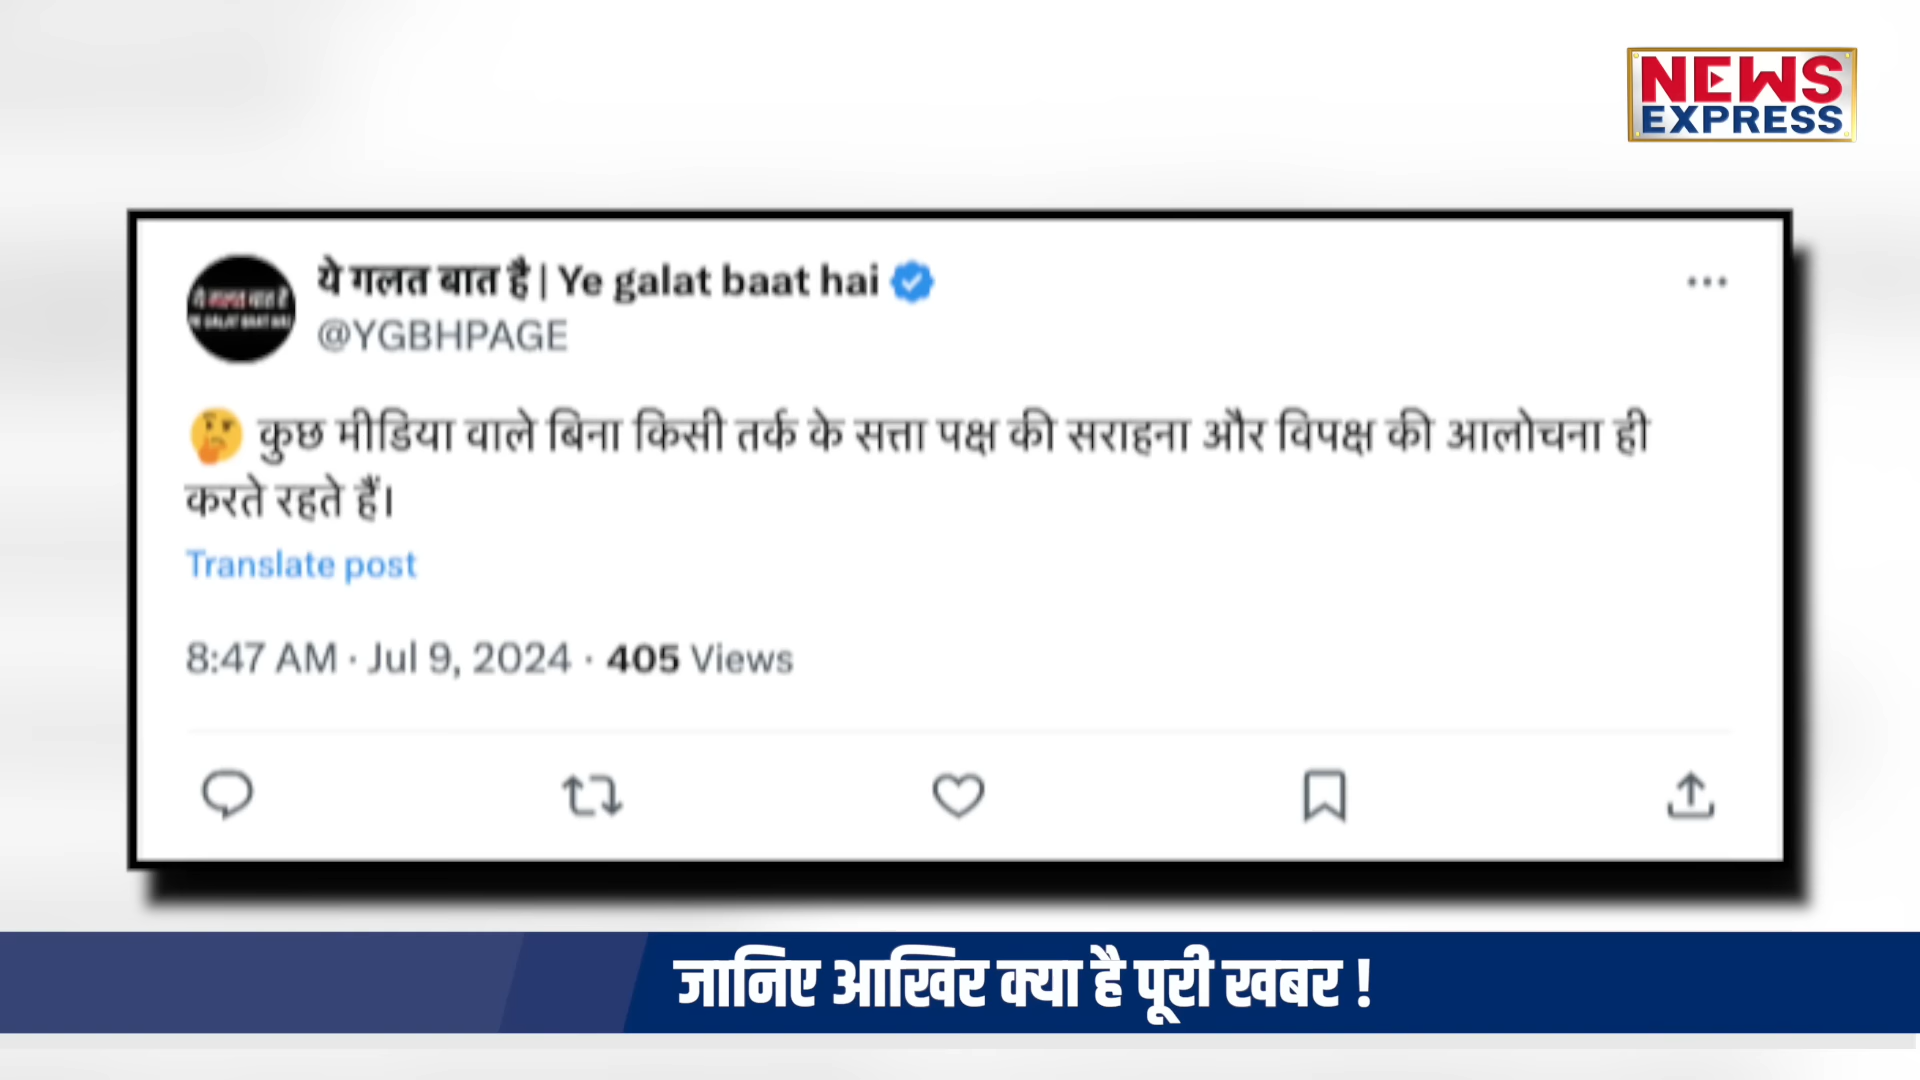 NEWS
EXPRESS
ये गलत बात है | Ye galat baat hai
@YGBHPAGE
🤔 कुछ मीडिया वाले बिना किसी तर्क के सत्ता पक्ष की सराहना और विपक्ष की आलोचना ही
करते रहते हैं।
Translate post
8:47 AM · Jul 9, 2024 · 405 Views
जानिए आखिर क्या है पूरी खबर !